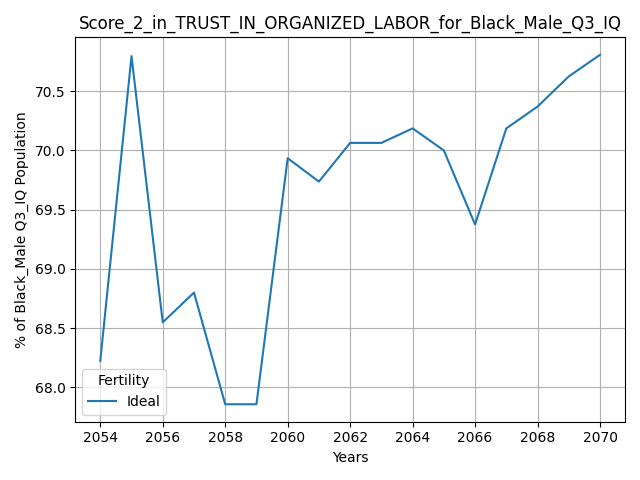 Score_2_in_TRUST_IN_ORGANIZED_LABOR_for_Black_Male_Q3_IQ
% of Black_Male Q3_IQ Population
70.5
70.0
69.5
69.0
68.5
68.0
Fertility
Ideal
2054 2056 2058 2060 2062 2064 2066 2068 2070
Years